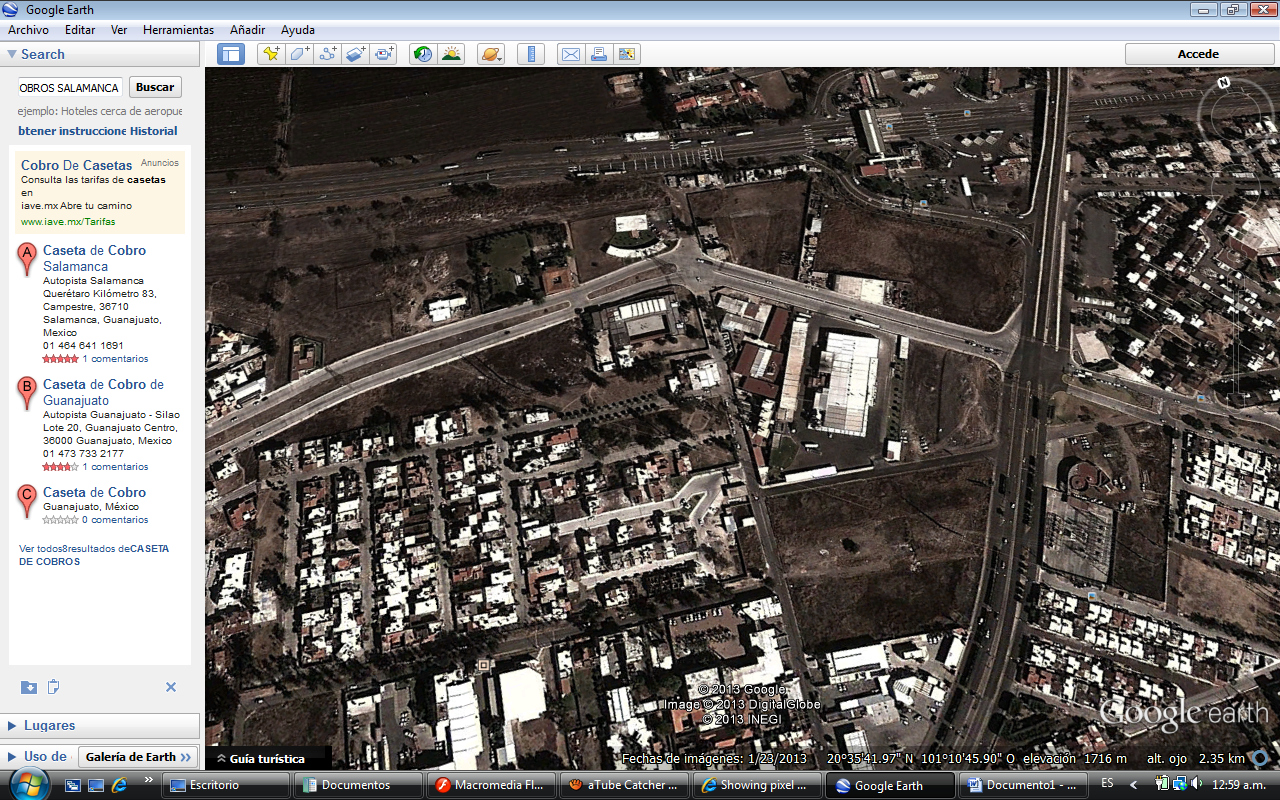 Google Earth
Archivo Editar Ver Herramientas Añadir Ayuda
Search
Accede
OBROS SALAMANCA Buscar
ejemplo: Hoteles cerca de aeropue
btener instruccione Historial
Cobro De Casetas Anuncios
Consulta las tarifas de casetas
en
iave.mx Abre tu camino
www.iave.mx/Tarifas
A
Caseta de Cobro
Salamanca
Autopista Salamanca
Querétaro Kilómetro 83,
Campestre, 36710
Salamanca, Guanajuato,
Mexico
01 464 641 1691
1 comentarios
B
Caseta de Cobro de
Guanajuato
Autopista Guanajuato - Silao
Lote 20, Guanajuato Centro,
36000 Guanajuato, Mexico
01 473 733 2177
1 comentarios
C
Caseta de Cobro
Guanajuato, México
0 comentarios
Ver todos8resultados deCASETA
DE COBROS
Lugares
Uso de
Galería de Earth
N
© 2013 Google
Image © 2013 DigitalGlobe
© 2013 INEGI
Google earth
Guía turística
Fechas de imágenes: 1/23/2013 20°35'41.97" N 101°10'45.90" O elevación 1716 m alt. ojo 2.35 km
Escritorio Documentos Macromedia Fl... aTube Catcher ... Showing pixel ... Google Earth Documento1 - ... ES 12:59 a.m.